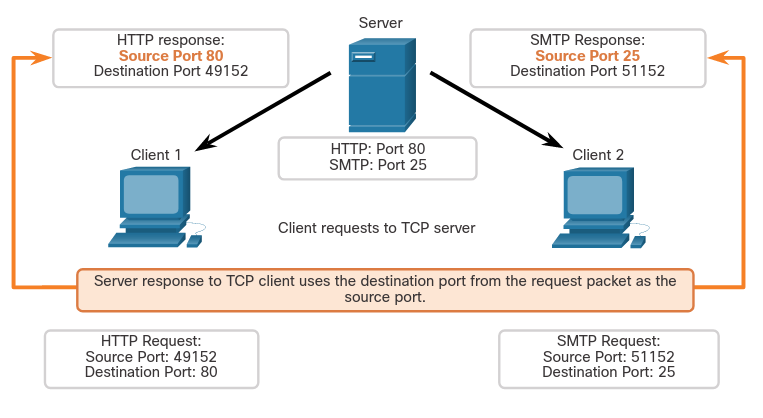 Server
HTTP response:
Source Port 80
Destination Port 49152
SMTP Response:
Source Port 25
Destination Port 51152
HTTP: Port 80
SMTP: Port 25
Client 1
Client 2
Client requests to TCP server
Server response to TCP client uses the destination port from the request packet as the
source port.
HTTP Request:
Source Port: 49152
Destination Port: 80
SMTP Request:
Source Port: 51152
Destination Port: 25